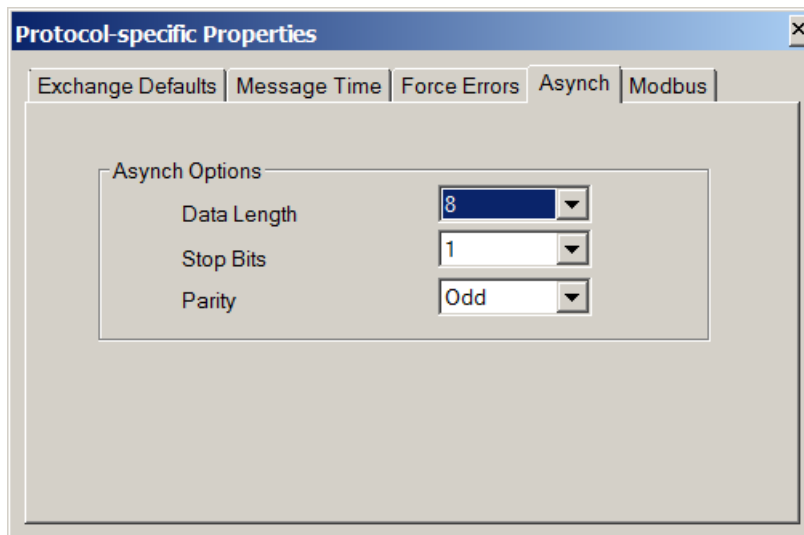 Protocol-specific Properties
Exchange Defaults Message Time Force Errors Asynch Modbus
Asynch Options
Data Length 8
Stop Bits 1
Parity Odd